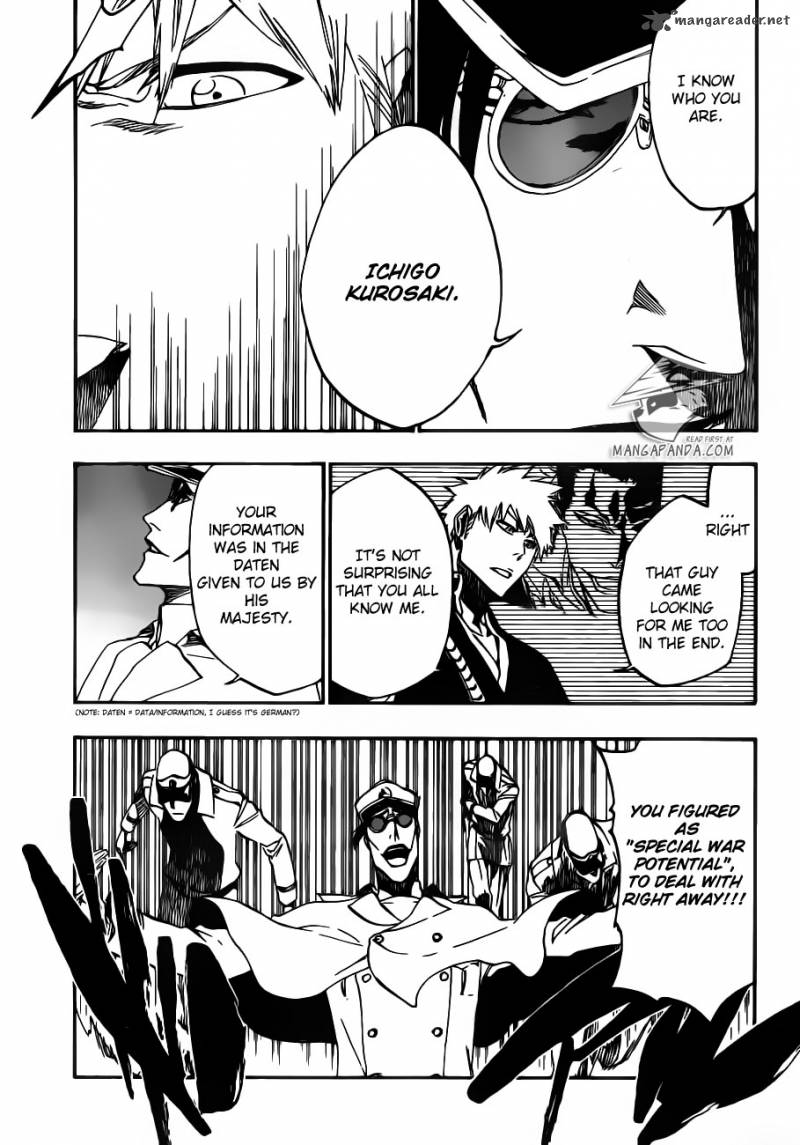 mangareader.net
I KNOW
WHO YOU
ARE.
ICHIGO
KUROSAKI.
READ FIRST AT
MANGAPANDA.COM
...
RIGHT
THAT GUY
CAME
LOOKING
FOR ME TOO
IN THE END.
IT'S NOT
SURPRISING
THAT YOU ALL
KNOW ME.
YOUR
INFORMATION
WAS IN THE
DATEN
GIVEN TO US BY
HIS
MAJESTY.
(NOTE: DATEN = DATA/INFORMATION, I GUESS IT'S GERMAN?)
YOU FIGURED
AS
"SPECIAL WAR
POTENTIAL",
TO DEAL WITH
RIGHT AWAY!!!